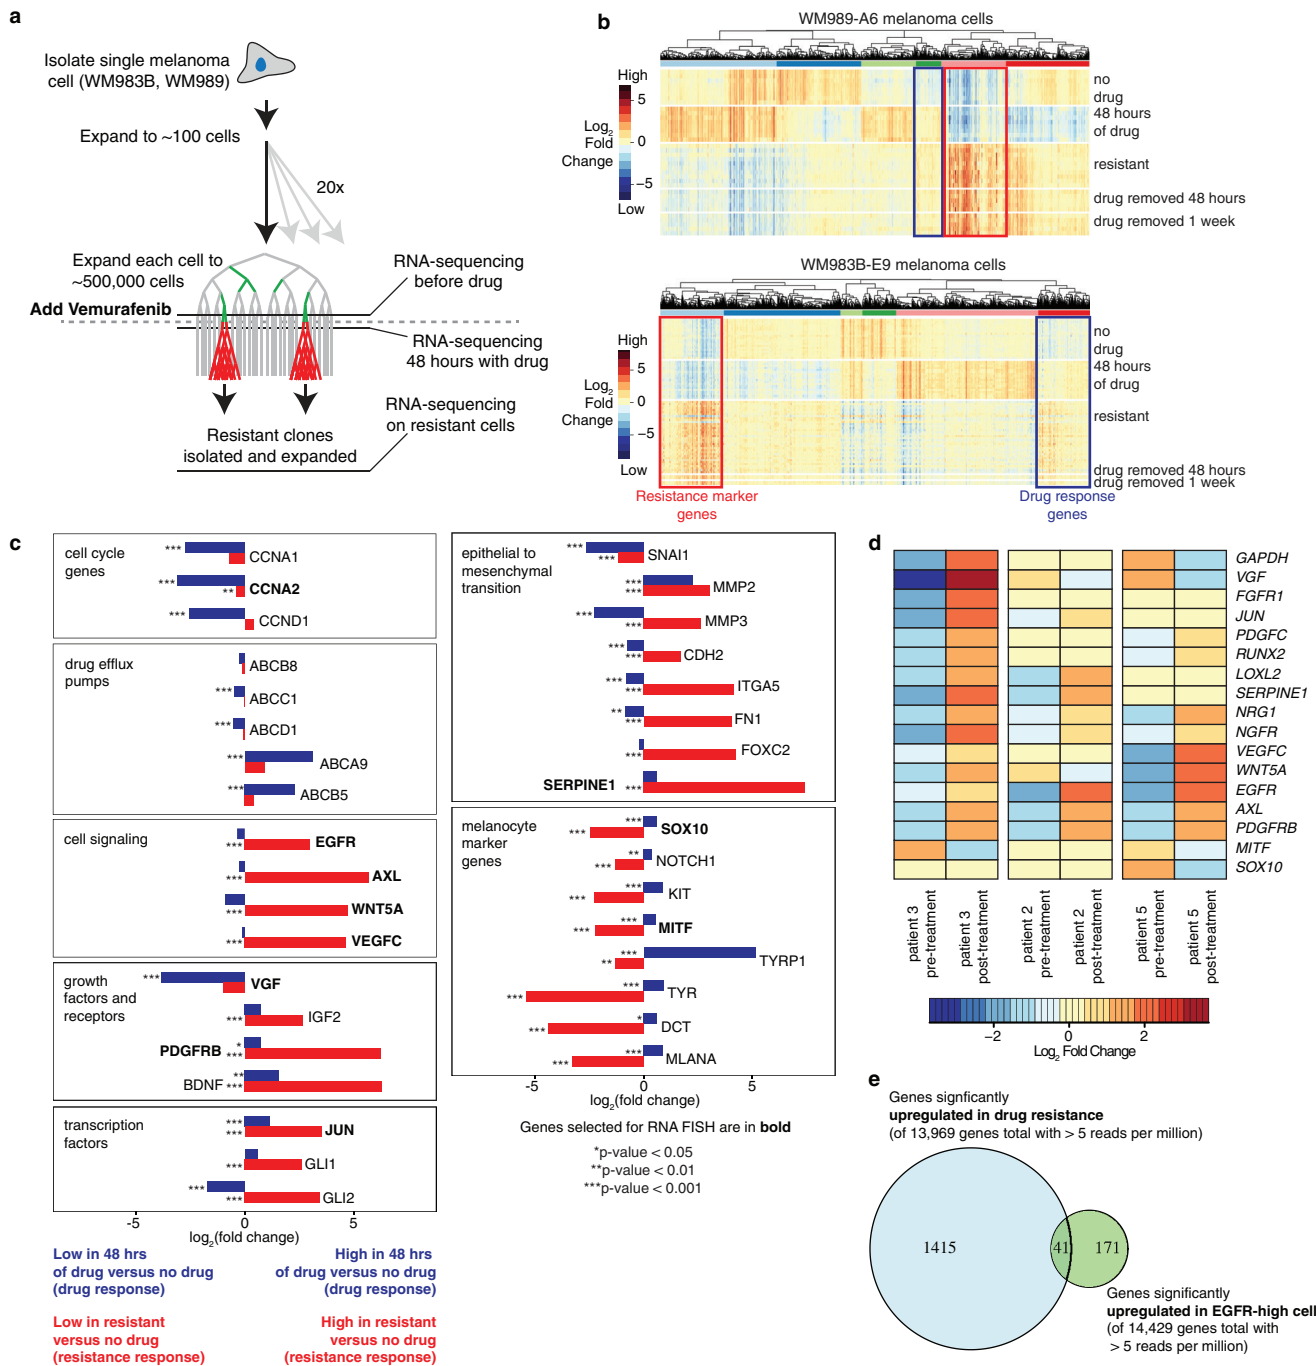 a
Isolate single melanoma
cell (WM983B, WM989)
Expand to ~100 cells
20x
Expand each cell to
~500,000 cells
Add Vemurafenib
RNA-sequencing
before drug
RNA-sequencing
48 hours with drug
RNA-sequencing
on resistant cells
Resistant clones
isolated and expanded
b
WM989-A6 melanoma cells
High
5
0
−5
Low
Log2
Fold
Change
no
drug
48 hours
of drug
resistant
drug removed 48 hours
drug removed 1 week
WM983B-E9 melanoma cells
High
5
0
−5
Low
Log2
Fold
Change
no
drug
48 hours
of drug
resistant
drug removed 48 hours
drug removed 1 week
Resistance marker
genes
Drug response
genes
c
cell cycle
genes
*** CCNA1
*** ** CCNA2
*** CCND1
drug efflux
pumps
ABCB8
*** ABCC1
*** ABCD1
*** ABCA9
*** ABCB5
cell signaling
*** EGFR
*** AXL
*** WNT5A
*** VEGFC
growth
factors and
receptors
*** VGF
*** IGF2
PDGFRB * ***
BDNF ** ***
transcription
factors
*** *** JUN
*** GLI1
*** *** GLI2
-5 0 5
log2(fold change)
Low in 48 hrs
of drug versus no drug
(drug response)
High in 48 hrs
of drug versus no drug
(drug response)
Low in resistant
versus no drug
(resistance response)
High in resistant
versus no drug
(resistance response)
epithelial to
mesenchymal
transition
*** *** SNAI1
*** *** MMP2
*** *** MMP3
*** *** CDH2
*** *** ITGA5
** *** FN1
*** FOXC2
SERPINE1 ***
melanocyte
marker
genes
*** *** SOX10
** *** NOTCH1
*** *** KIT
*** *** MITF
*** ** TYRP1
*** *** TYR
* *** DCT
*** *** MLANA
-5 0 5
log2(fold change)
Genes selected for RNA FISH are in bold
*p-value < 0.05
**p-value < 0.01
***p-value < 0.001
d
GAPDH
VGF
FGFR1
JUN
PDGFC
RUNX2
LOXL2
SERPINE1
NRG1
NGFR
VEGFC
WNT5A
EGFR
AXL
PDGFRB
MITF
SOX10
patient 3
pre-treatment
patient 3
post-treatment
patient 2
pre-treatment
patient 2
post-treatment
patient 5
pre-treatment
patient 5
post-treatment
−2 0 2
Log2 Fold Change
e
Genes signficantly
upregulated in drug resistance
(of 13,969 genes total with > 5 reads per million)
1415
41
171
Genes significantly
upregulated in EGFR-high cell
(of 14,429 genes total with
> 5 reads per million)